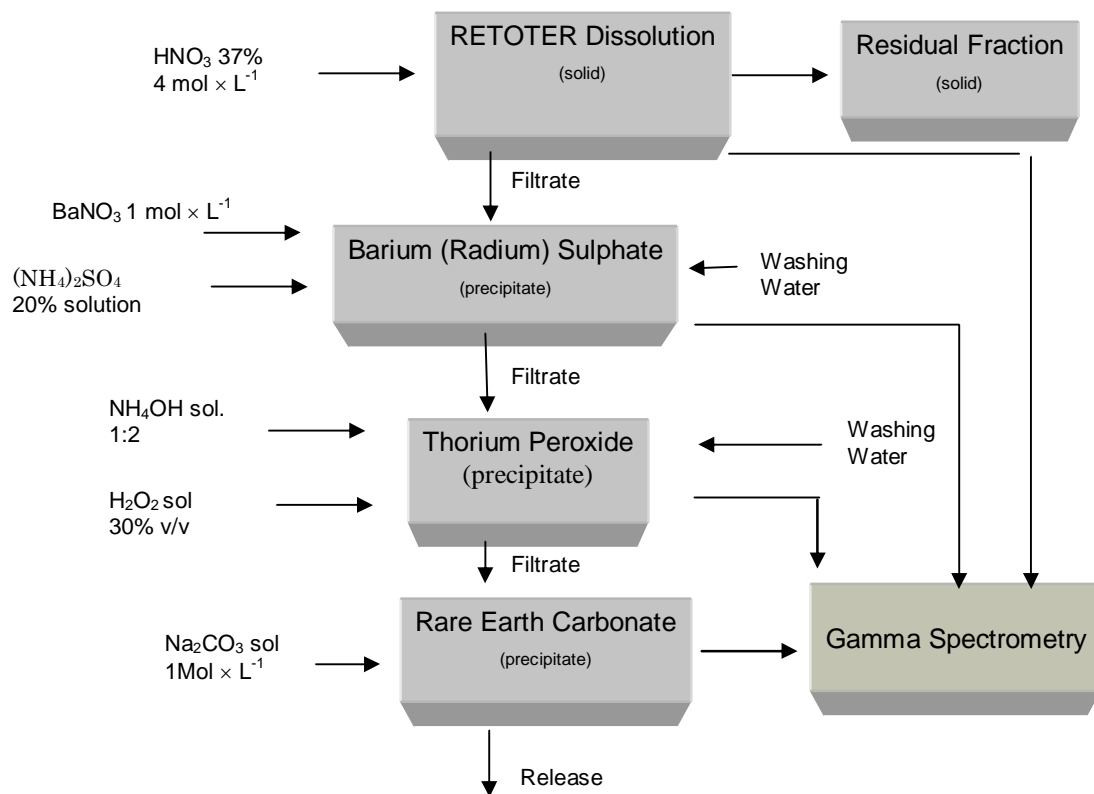 RETOTER Dissolution
(solid)
Residual Fraction
(solid)
HNO₃ 37%
4 mol × L⁻¹
Filtrate
BaNO₃ 1 mol × L⁻¹
(NH₄)₂SO₄
20% solution
Barium (Radium) Sulphate
(precipitate)
Washing
Water
Filtrate
NH₄OH sol.
1:2
H₂O₂ sol
30% v/v
Thorium Peroxide
(precipitate)
Washing
Water
Filtrate
Na₂CO₃ sol
1Mol × L⁻¹
Rare Earth Carbonate
(precipitate)
Gamma Spectrometry
Release